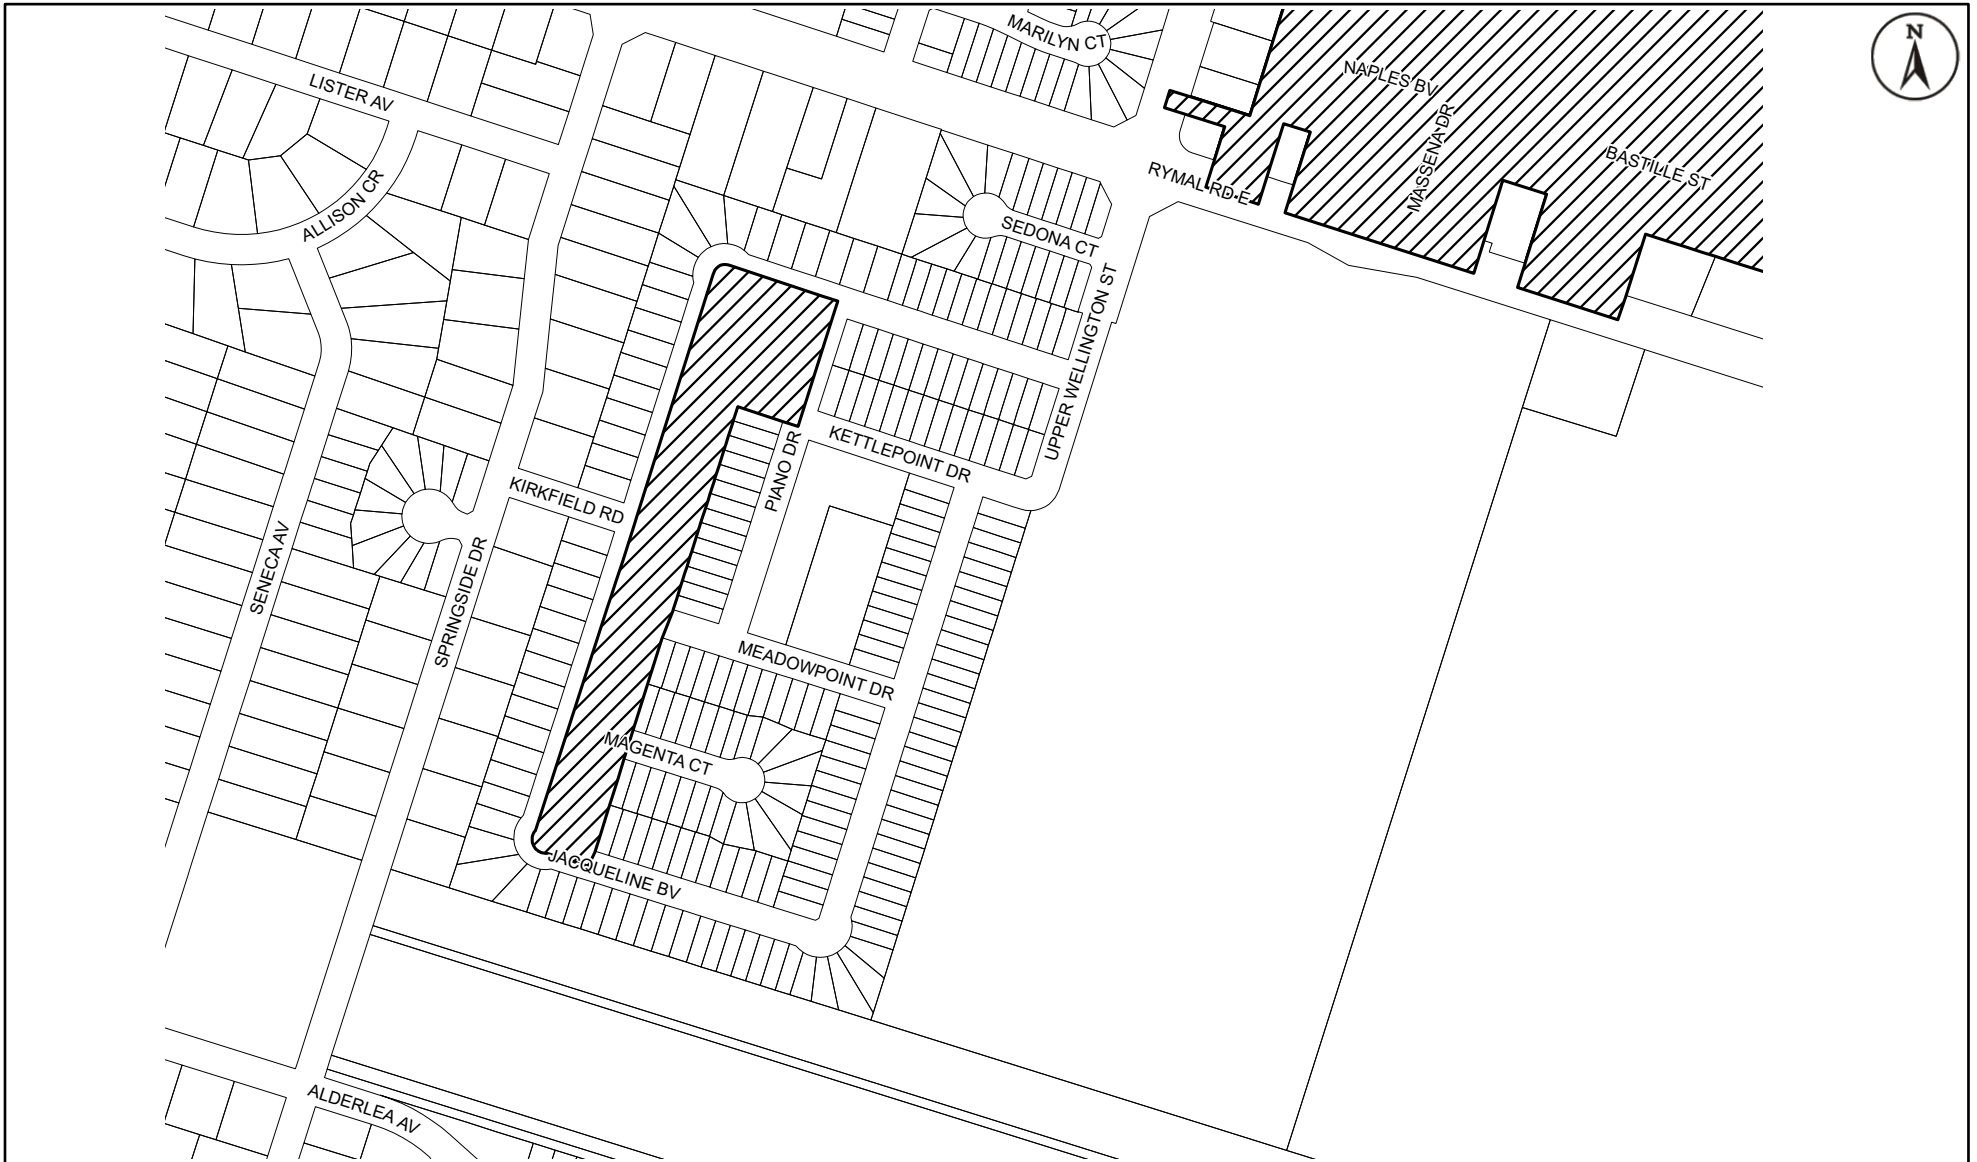 MARILYN CT
N
NAPLES BV
LISTER AV
MASSENA DR
BASTILLE ST
RYMAL RD E
ALLISON CR
SEDONA CT
UPPER WELLINGTON ST
KETTLEPOINT DR
PIANO DR
KIRKFIELD RD
SENECA AV
SPRINGSIDE DR
MEADOWPOINT DR
MAGENTA CT
JACQUELINE BV
ALDERLEA AV